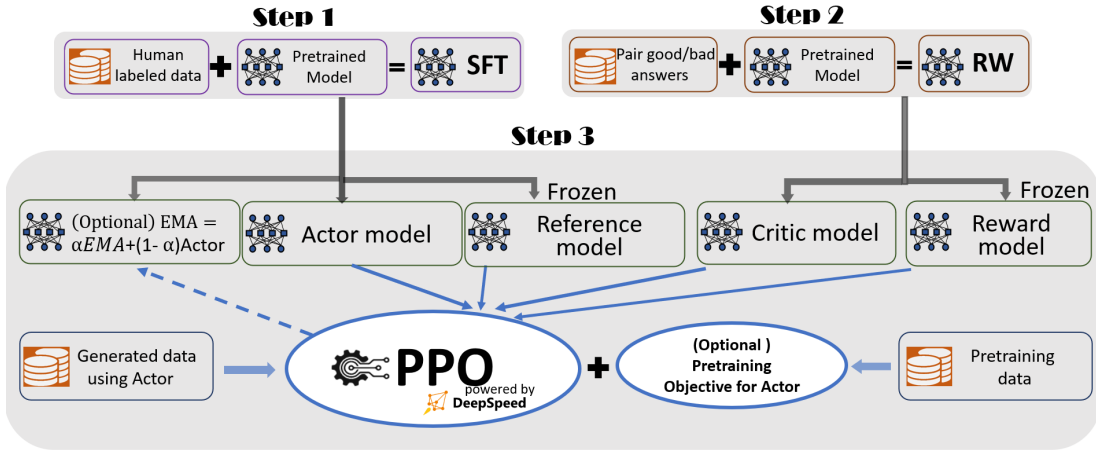 Step 1
Human
labeled data
+
Pretrained
Model
=
SFT
Step 2
Pair good/bad
answers
+
Pretrained
Model
=
RW
Step 3
(Optional) EMA =
αEMA+(1- α)Actor
Actor model
Frozen
Reference
model
Critic model
Frozen
Reward
model
Generated data
using Actor
PPO
powered by
DeepSpeed
+
(Optional )
Pretraining
Objective for Actor
Pretraining
data